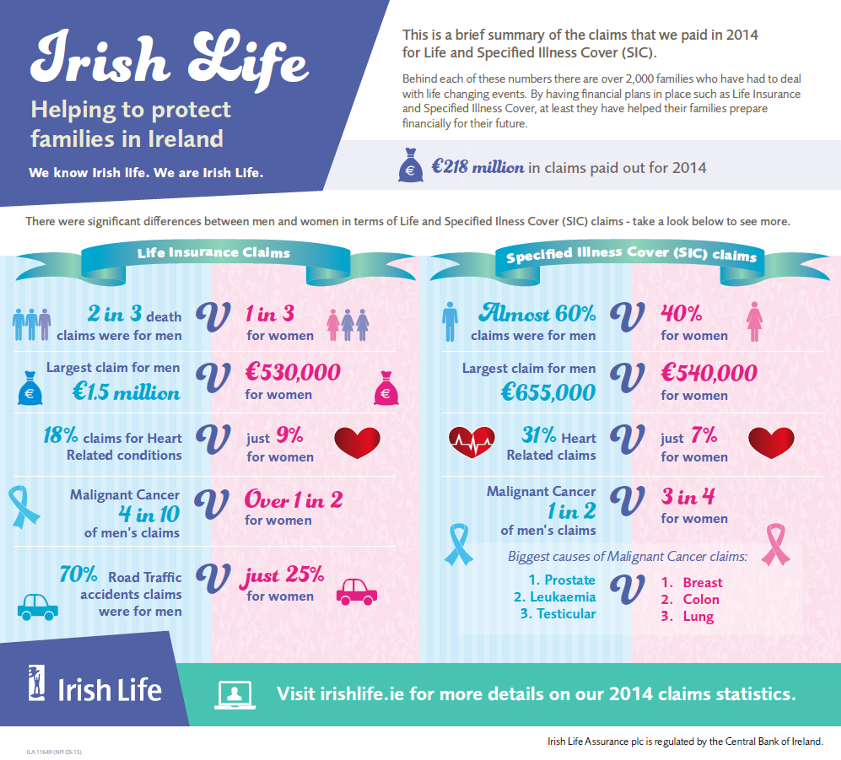 Irish Life
Helping to protect
families in Ireland
We know Irish life. We are Irish Life.
This is a brief summary of the claims that we paid in 2014
for Life and Specified Illness Cover (SIC).
Behind each of these numbers there are over 2,000 families who have had to deal
with life changing events. By having financial plans in place such as Life Insurance
and Specified Illness Cover, at least they have helped their families prepare
financially for their future.
€218 million in claims paid out for 2014
There were significant differences between men and women in terms of Life and Specified Ilness Cover (SIC) claims - take a look below to see more.
Life Insurance Claims
2 in 3 death
claims were for men
V
1 in 3
for women
Largest claim for men
€1.5 million
V
€530,000
for women
18% claims for Heart
Related conditions
V
just 9%
for women
Malignant Cancer
4 in 10
of men's claims
V
Over 1 in 2
for women
70% Road Traffic
accidents claims
were for men
V
just 25%
for women
Specified Illness Cover (SIC) claims
Almost 60%
claims were for men
V
40%
for women
Largest claim for men
€655,000
V
€540,000
for women
31% Heart
Related claims
V
just 7%
for women
Malignant Cancer
1 in 2
of men's claims
V
3 in 4
for women
Biggest causes of Malignant Cancer claims:
1. Prostate
2. Leukaemia
3. Testicular
V
1. Breast
2. Colon
3. Lung
Irish Life
Visit irishlife.ie for more details on our 2014 claims statistics.
Irish Life Assurance plc is regulated by the Central Bank of Ireland.
ILA 11649 (NPI 03-15)